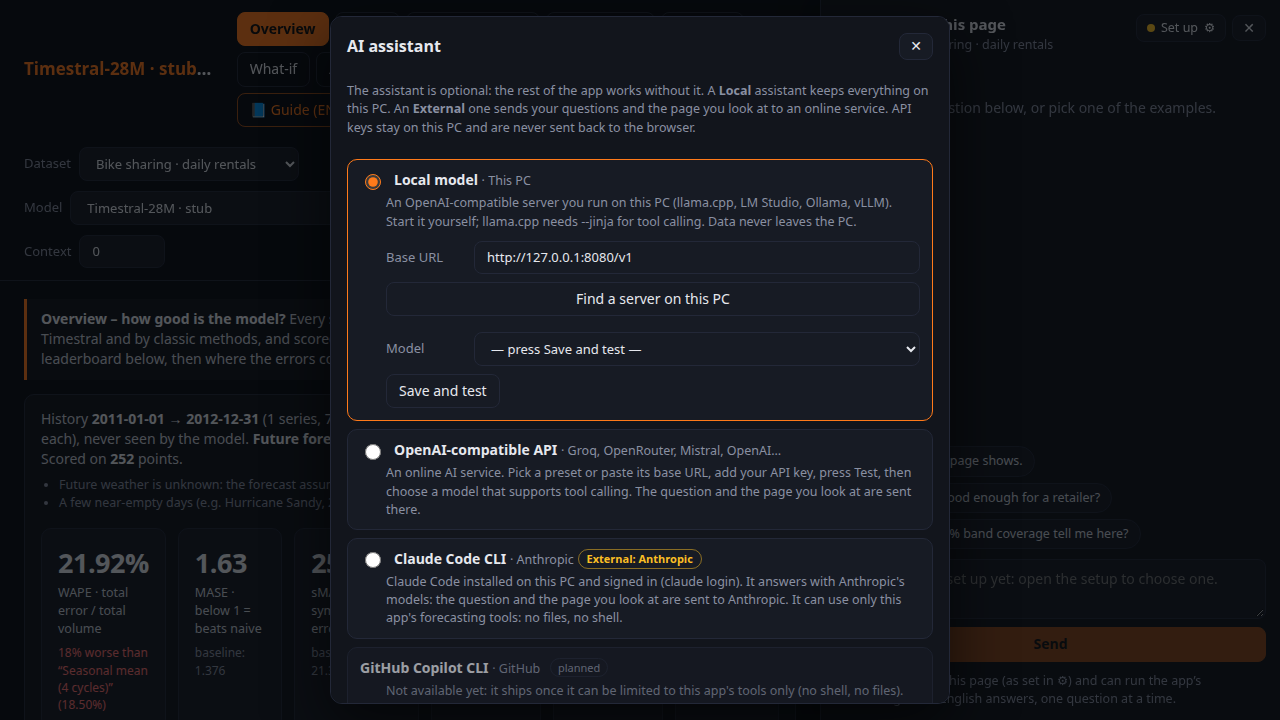 Overview
Timestral-28M · stub...
What-if
📘 Guide (EN
Dataset
Bike sharing · daily rentals
Model
Timestral-28M · stub
Context
0
Overview – how good is the model? Every
Timestral and by classic methods, and score
leaderboard below, then where the errors co
History 2011-01-01 → 2012-12-31 (1 series, 7
each), never seen by the model. Future fore
Scored on 252 points.
• Future weather is unknown: the forecast assu
• A few near-empty days (e.g. Hurricane Sandy,
21.92%
WAPE · total
error / total
volume
18% worse than
"Seasonal mean
(4 cycles)"
(18.50%)
1.63
MASE ·
below 1 =
beats naive
baseline:
1.376
AI assistant
✕
The assistant is optional: the rest of the app works without it. A Local assistant keeps everything on
this PC. An External one sends your questions and the page you look at to an online service. API
keys stay on this PC and are never sent back to the browser.
Local model · This PC
An OpenAI-compatible server you run on this PC (llama.cpp, LM Studio, Ollama, vLLM).
Start it yourself; llama.cpp needs --jinja for tool calling. Data never leaves the PC.
Base URL
http://127.0.0.1:8080/v1
Find a server on this PC
Model
— press Save and test —
Save and test
OpenAI-compatible API · Groq, OpenRouter, Mistral, OpenAI...
An online AI service. Pick a preset or paste its base URL, add your API key, press Test, then
choose a model that supports tool calling. The question and the page you look at are sent
there.
Claude Code CLI · Anthropic External: Anthropic
Claude Code installed on this PC and signed in (claude login). It answers with Anthropic's
models: the question and the page you look at are sent to Anthropic. It can use only this
app's forecasting tools: no files, no shell.
GitHub Copilot CLI · GitHub planned
Not available yet: it ships once it can be limited to this app's tools only (no shell, no files).
his page
ring · daily rentals
Set up ⚙
✕
stion below, or pick one of the examples.
page shows.
ood enough for a retailer?
% band coverage tell me here?
set up yet: open the setup to choose one.
Send
his page (as set in ⚙) and can run the app's
nglish answers, one question at a time.